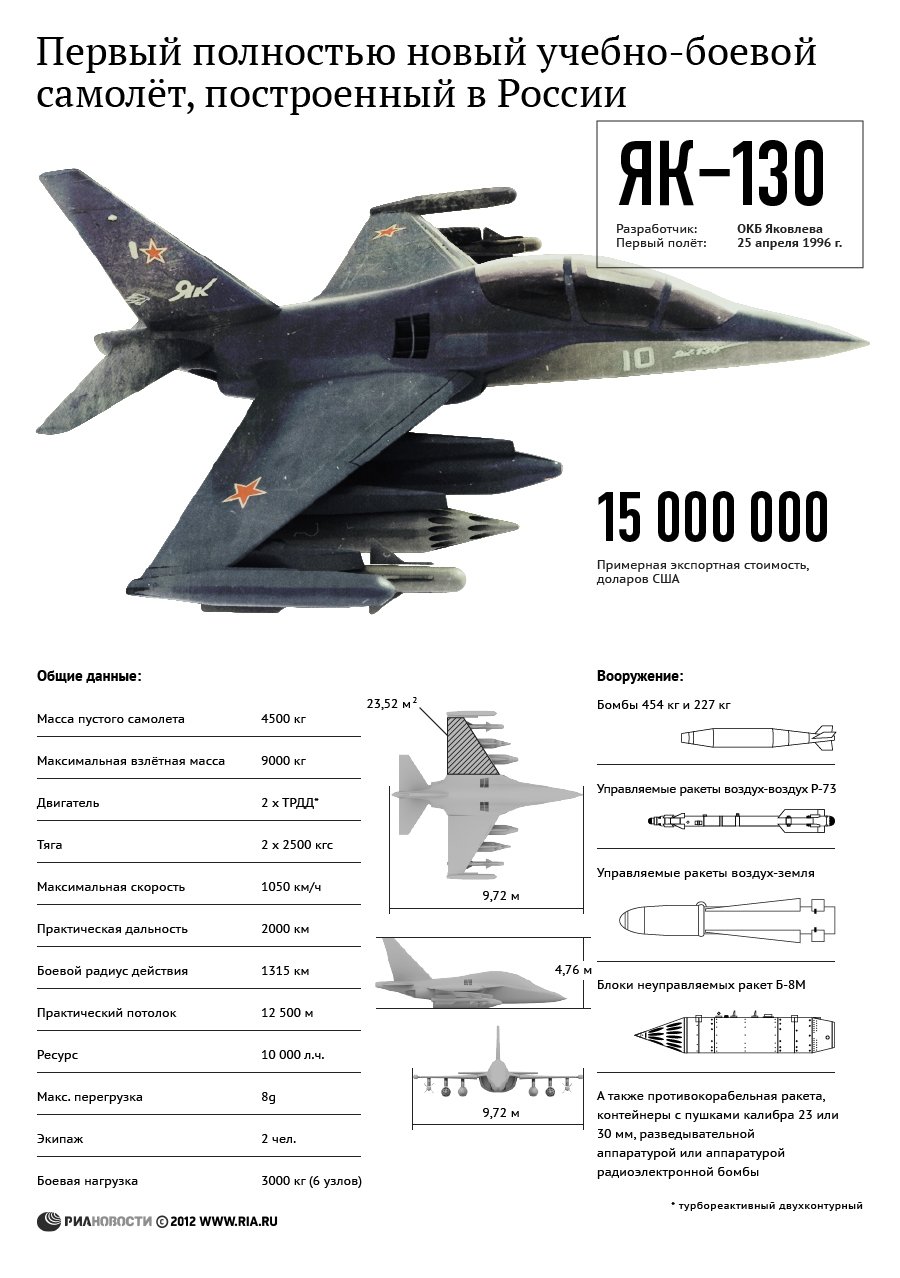 Первый полностью новый учебно-боевой
самолёт, построенный в России
ЯК–130
Разработчик: ОКБ Яковлева
Первый полёт: 25 апреля 1996 г.
1
Як
10
Як 130
15 000 000
Примерная экспортная стоимость,
доларов США
Общие данные:
Масса пустого самолета 4500 кг
Максимальная взлётная масса 9000 кг
Двигатель 2 х ТРДД*
Тяга 2 х 2500 кгс
Максимальная скорость 1050 км/ч
Практическая дальность 2000 км
Боевой радиус действия 1315 км
Практический потолок 12 500 м
Ресурс 10 000 л.ч.
Макс. перегрузка 8g
Экипаж 2 чел.
Боевая нагрузка 3000 кг (6 узлов)
23,52 м²
9,72 м
4,76 м
9,72 м
Вооружение:
Бомбы 454 кг и 227 кг
Управляемые ракеты воздух-воздух Р-73
Управляемые ракеты воздух-земля
Блоки неуправляемых ракет Б-8М
А также противокорабельная ракета,
контейнеры с пушками калибра 23 или
30 мм, разведывательной
аппаратурой или аппаратурой
радиоэлектронной бомбы
* турбореактивный двухконтурный
РИАНОВОСТИ © 2012 WWW.RIA.RU